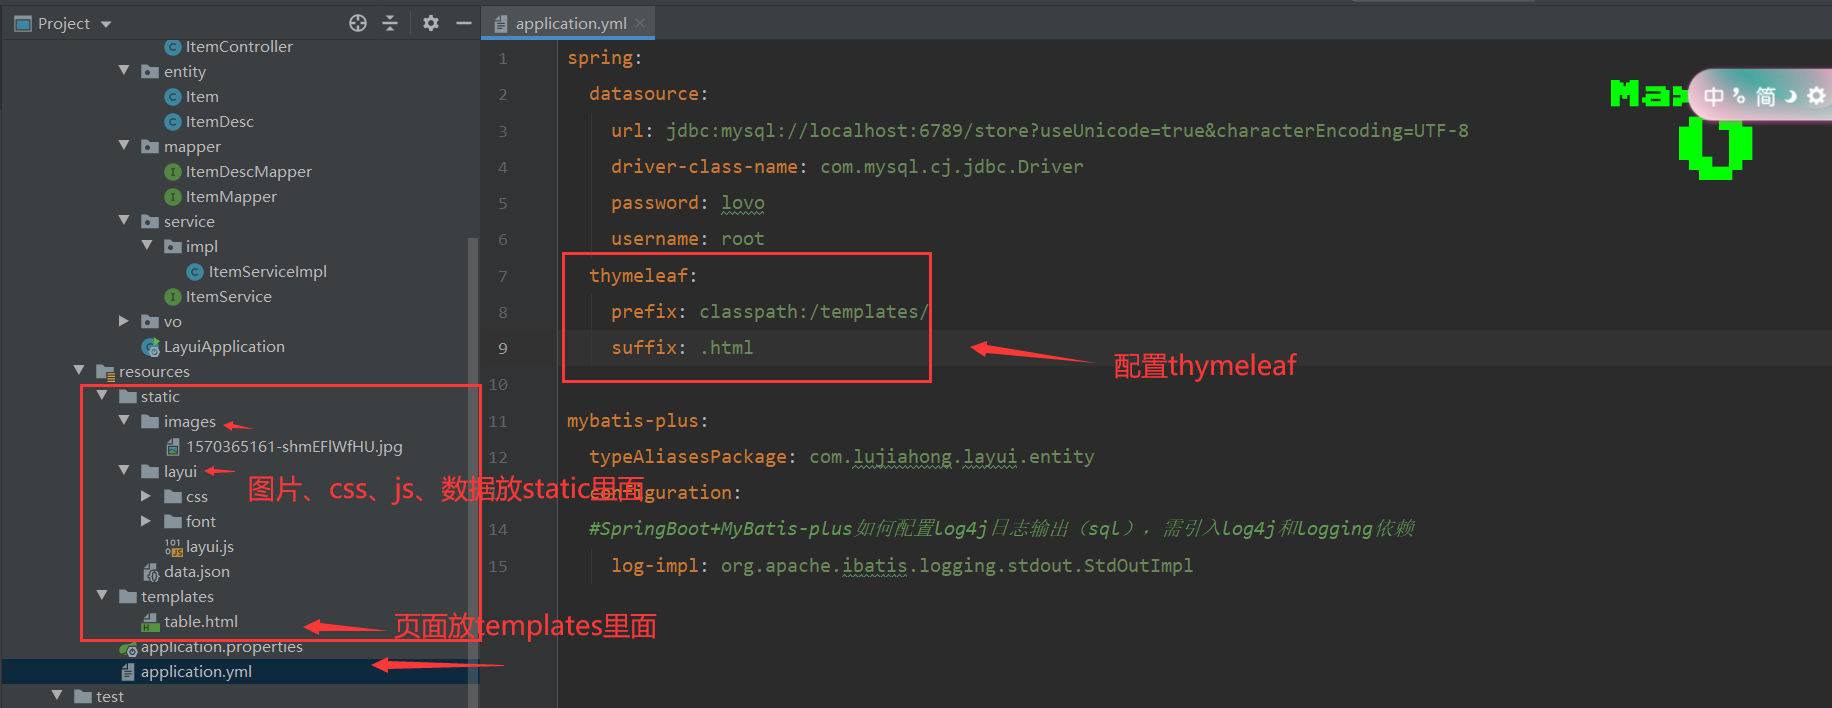 Project
application.yml
ItemController
entity
Item
ItemDesc
mapper
ItemDescMapper
ItemMapper
service
impl
ItemServiceImpl
ItemService
vo
LayuiApplication
resources
static
images
1570365161-shmEFlWfHU.jpg
layui
css
font
layui.js
data.json
templates
table.html
application.properties
application.yml
test
图片、css、js、数据放static里面
页面放templates里面
1 spring:
2 datasource:
3 url: jdbc:mysql://localhost:6789/store?useUnicode=true&characterEncoding=UTF-8
4 driver-class-name: com.mysql.cj.jdbc.Driver
5 password: lovo
6 username: root
7 thymeleaf:
8 prefix: classpath:/templates/
9 suffix: .html
10
11 mybatis-plus:
12 typeAliasesPackage: com.lujiahong.layui.entity
configuration:
14 #SpringBoot+MyBatis-plus如何配置Log4j日志输出（sql），需引入Log4j和Logging依赖
15 log-impl: org.apache.ibatis.logging.stdout.StdOutImpl
配置thymeleaf
中 简